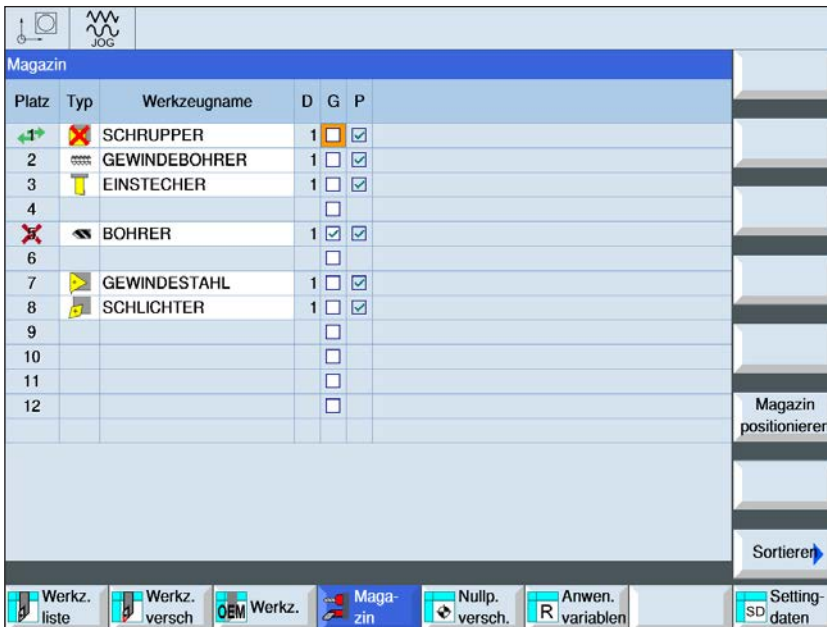 JOG
Magazin
Platz Typ Werkzeugname D G P
1 SCHRUPPER 1
2 GEWINDEBOHRER 1
3 EINSTECHER 1
4
5 BOHRER 1
6
7 GEWINDESTAHL 1
8 SCHLICHTER 1
9
10
11
12
Magazin
positionieren
Sortieren
Werkz.
liste
Werkz.
versch
OEM Werkz.
Maga-
zin
Nullp.
versch.
R Anwen.
variablen
SD Setting-
daten